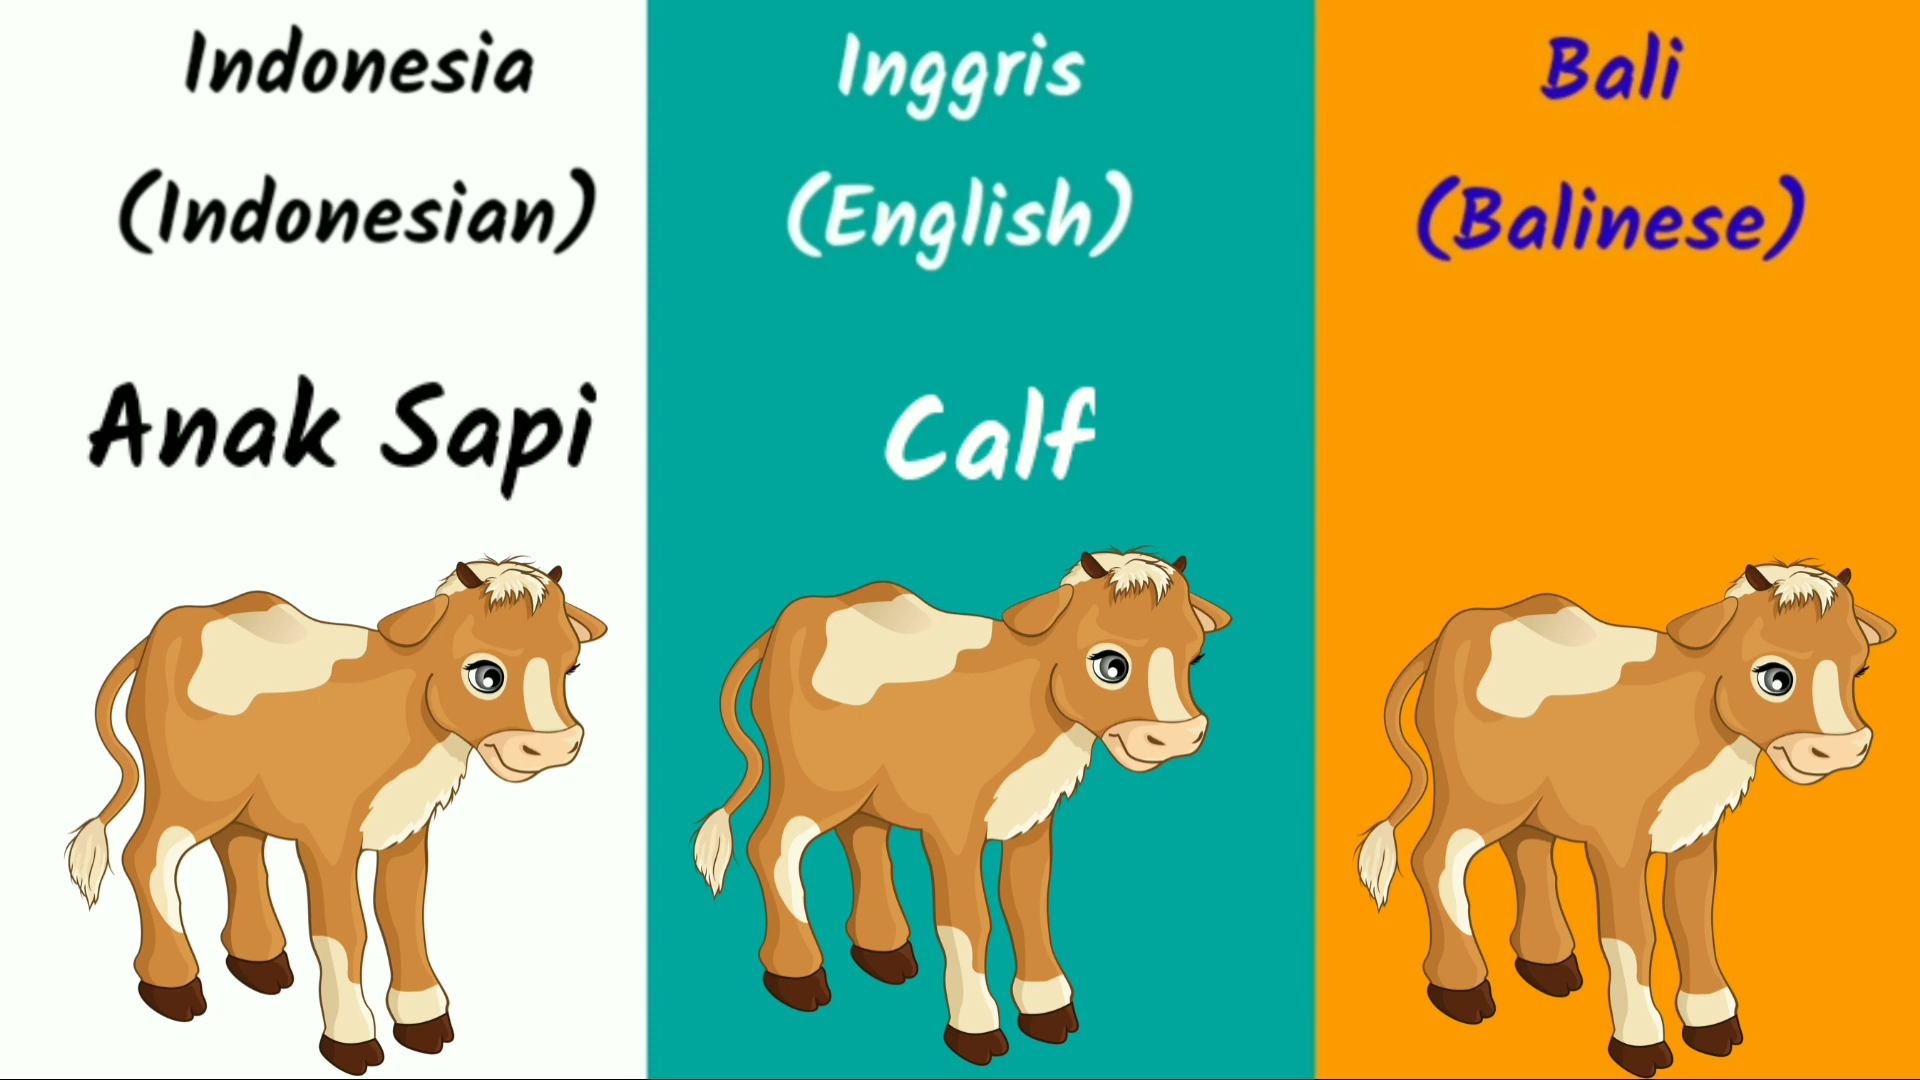 Indonesia
(Indonesian)
Anak Sapi
Inggris
(English)
Calf
Bali
(Balinese)